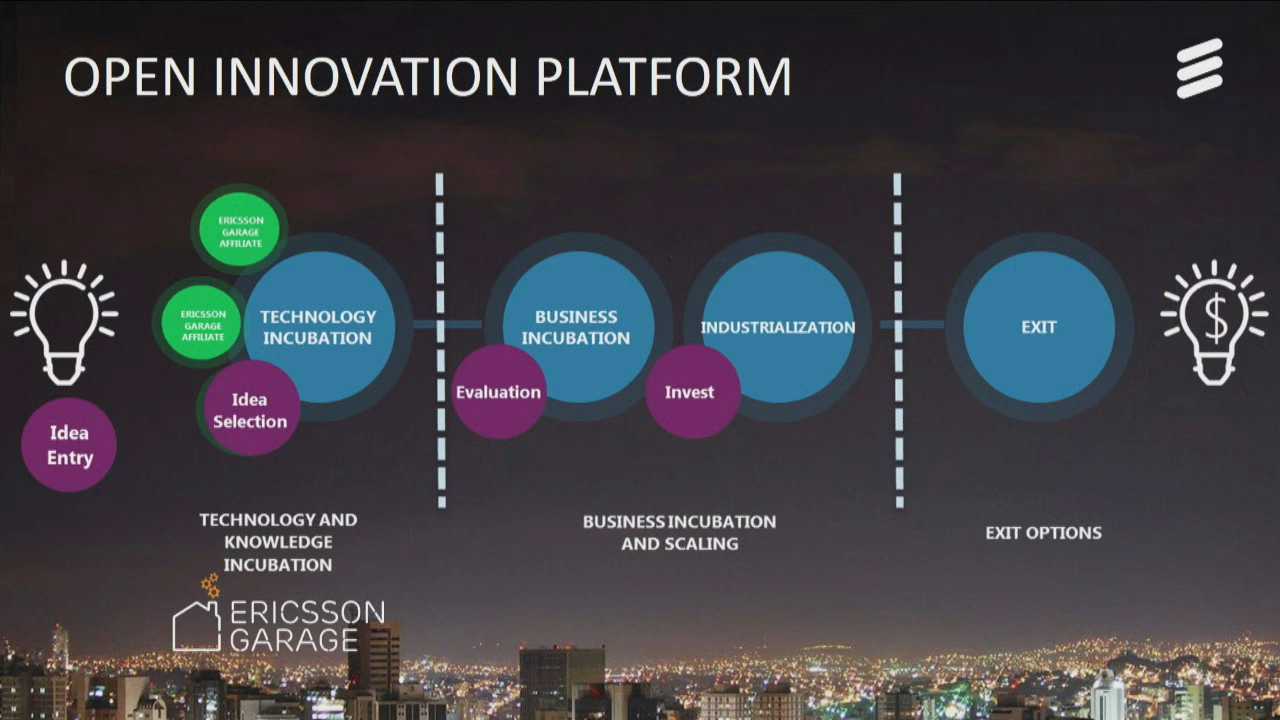 OPEN INNOVATION PLATFORM
ERICSSON
GARAGE
AFFILIATE
ERICSSON
GARAGE
AFFILIATE
TECHNOLOGY
INCUBATION
Idea
Selection
Idea
Entry
BUSINESS
INCUBATION
Evaluation
INDUSTRIALIZATION
Invest
EXIT
$
TECHNOLOGY AND
KNOWLEDGE
INCUBATION
BUSINESS INCUBATION
AND SCALING
EXIT OPTIONS
ERICSSON
GARAGE